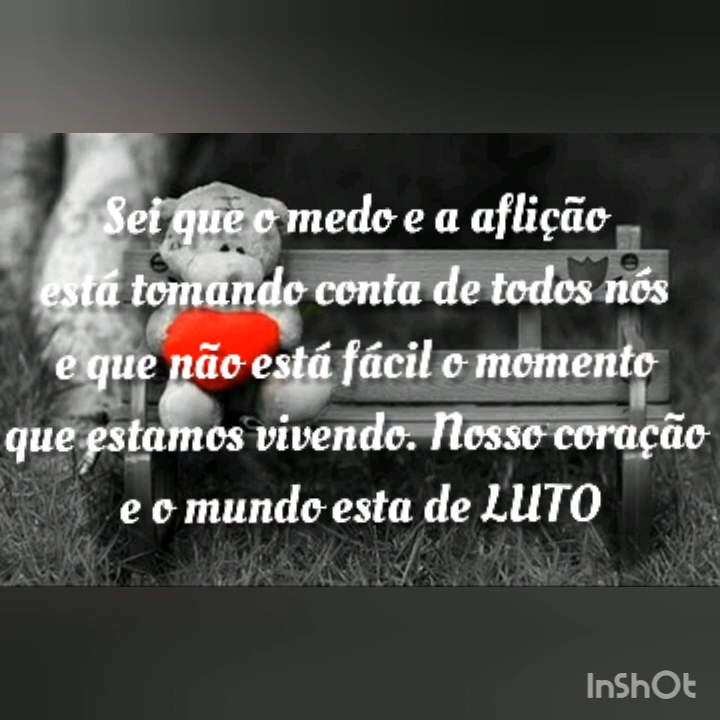 Sei que o medo e a aflição
está tomando conta de todos nós
e que não está fácil o momento
que estamos vivendo. Nosso coração
e o mundo esta de LUTO
InShOt